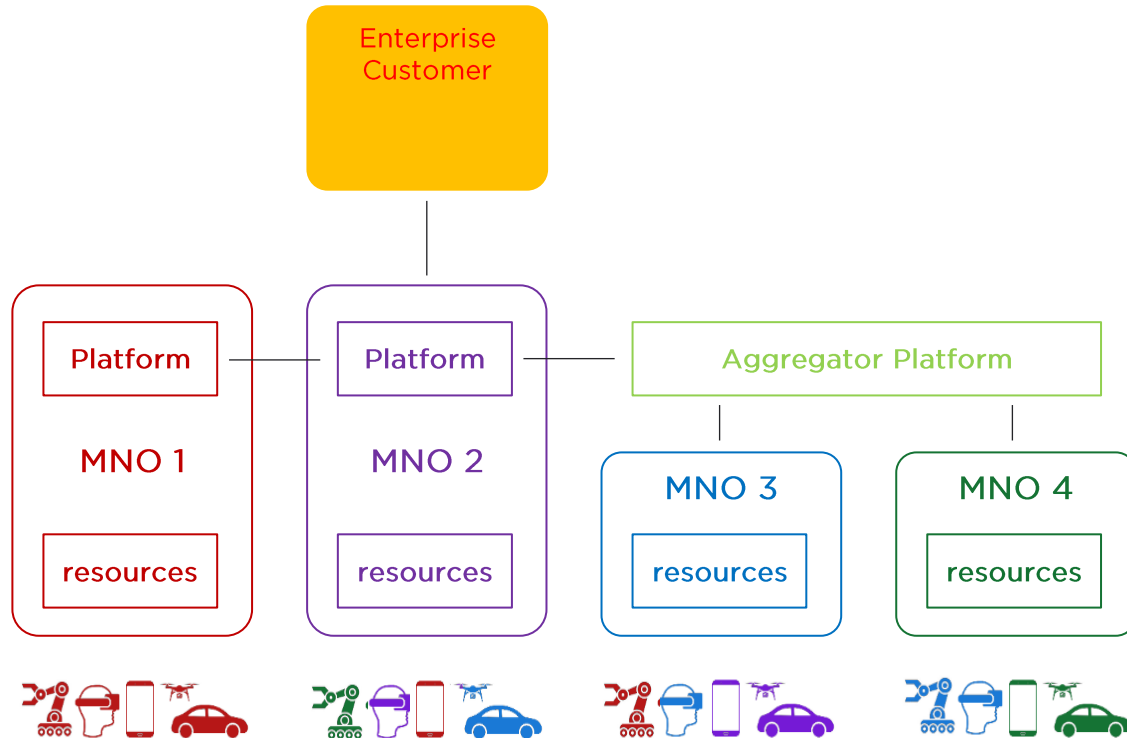 Enterprise
Customer
Platform
Platform
Aggregator Platform
MNO 1
MNO 2
MNO 3
MNO 4
resources
resources
resources
resources